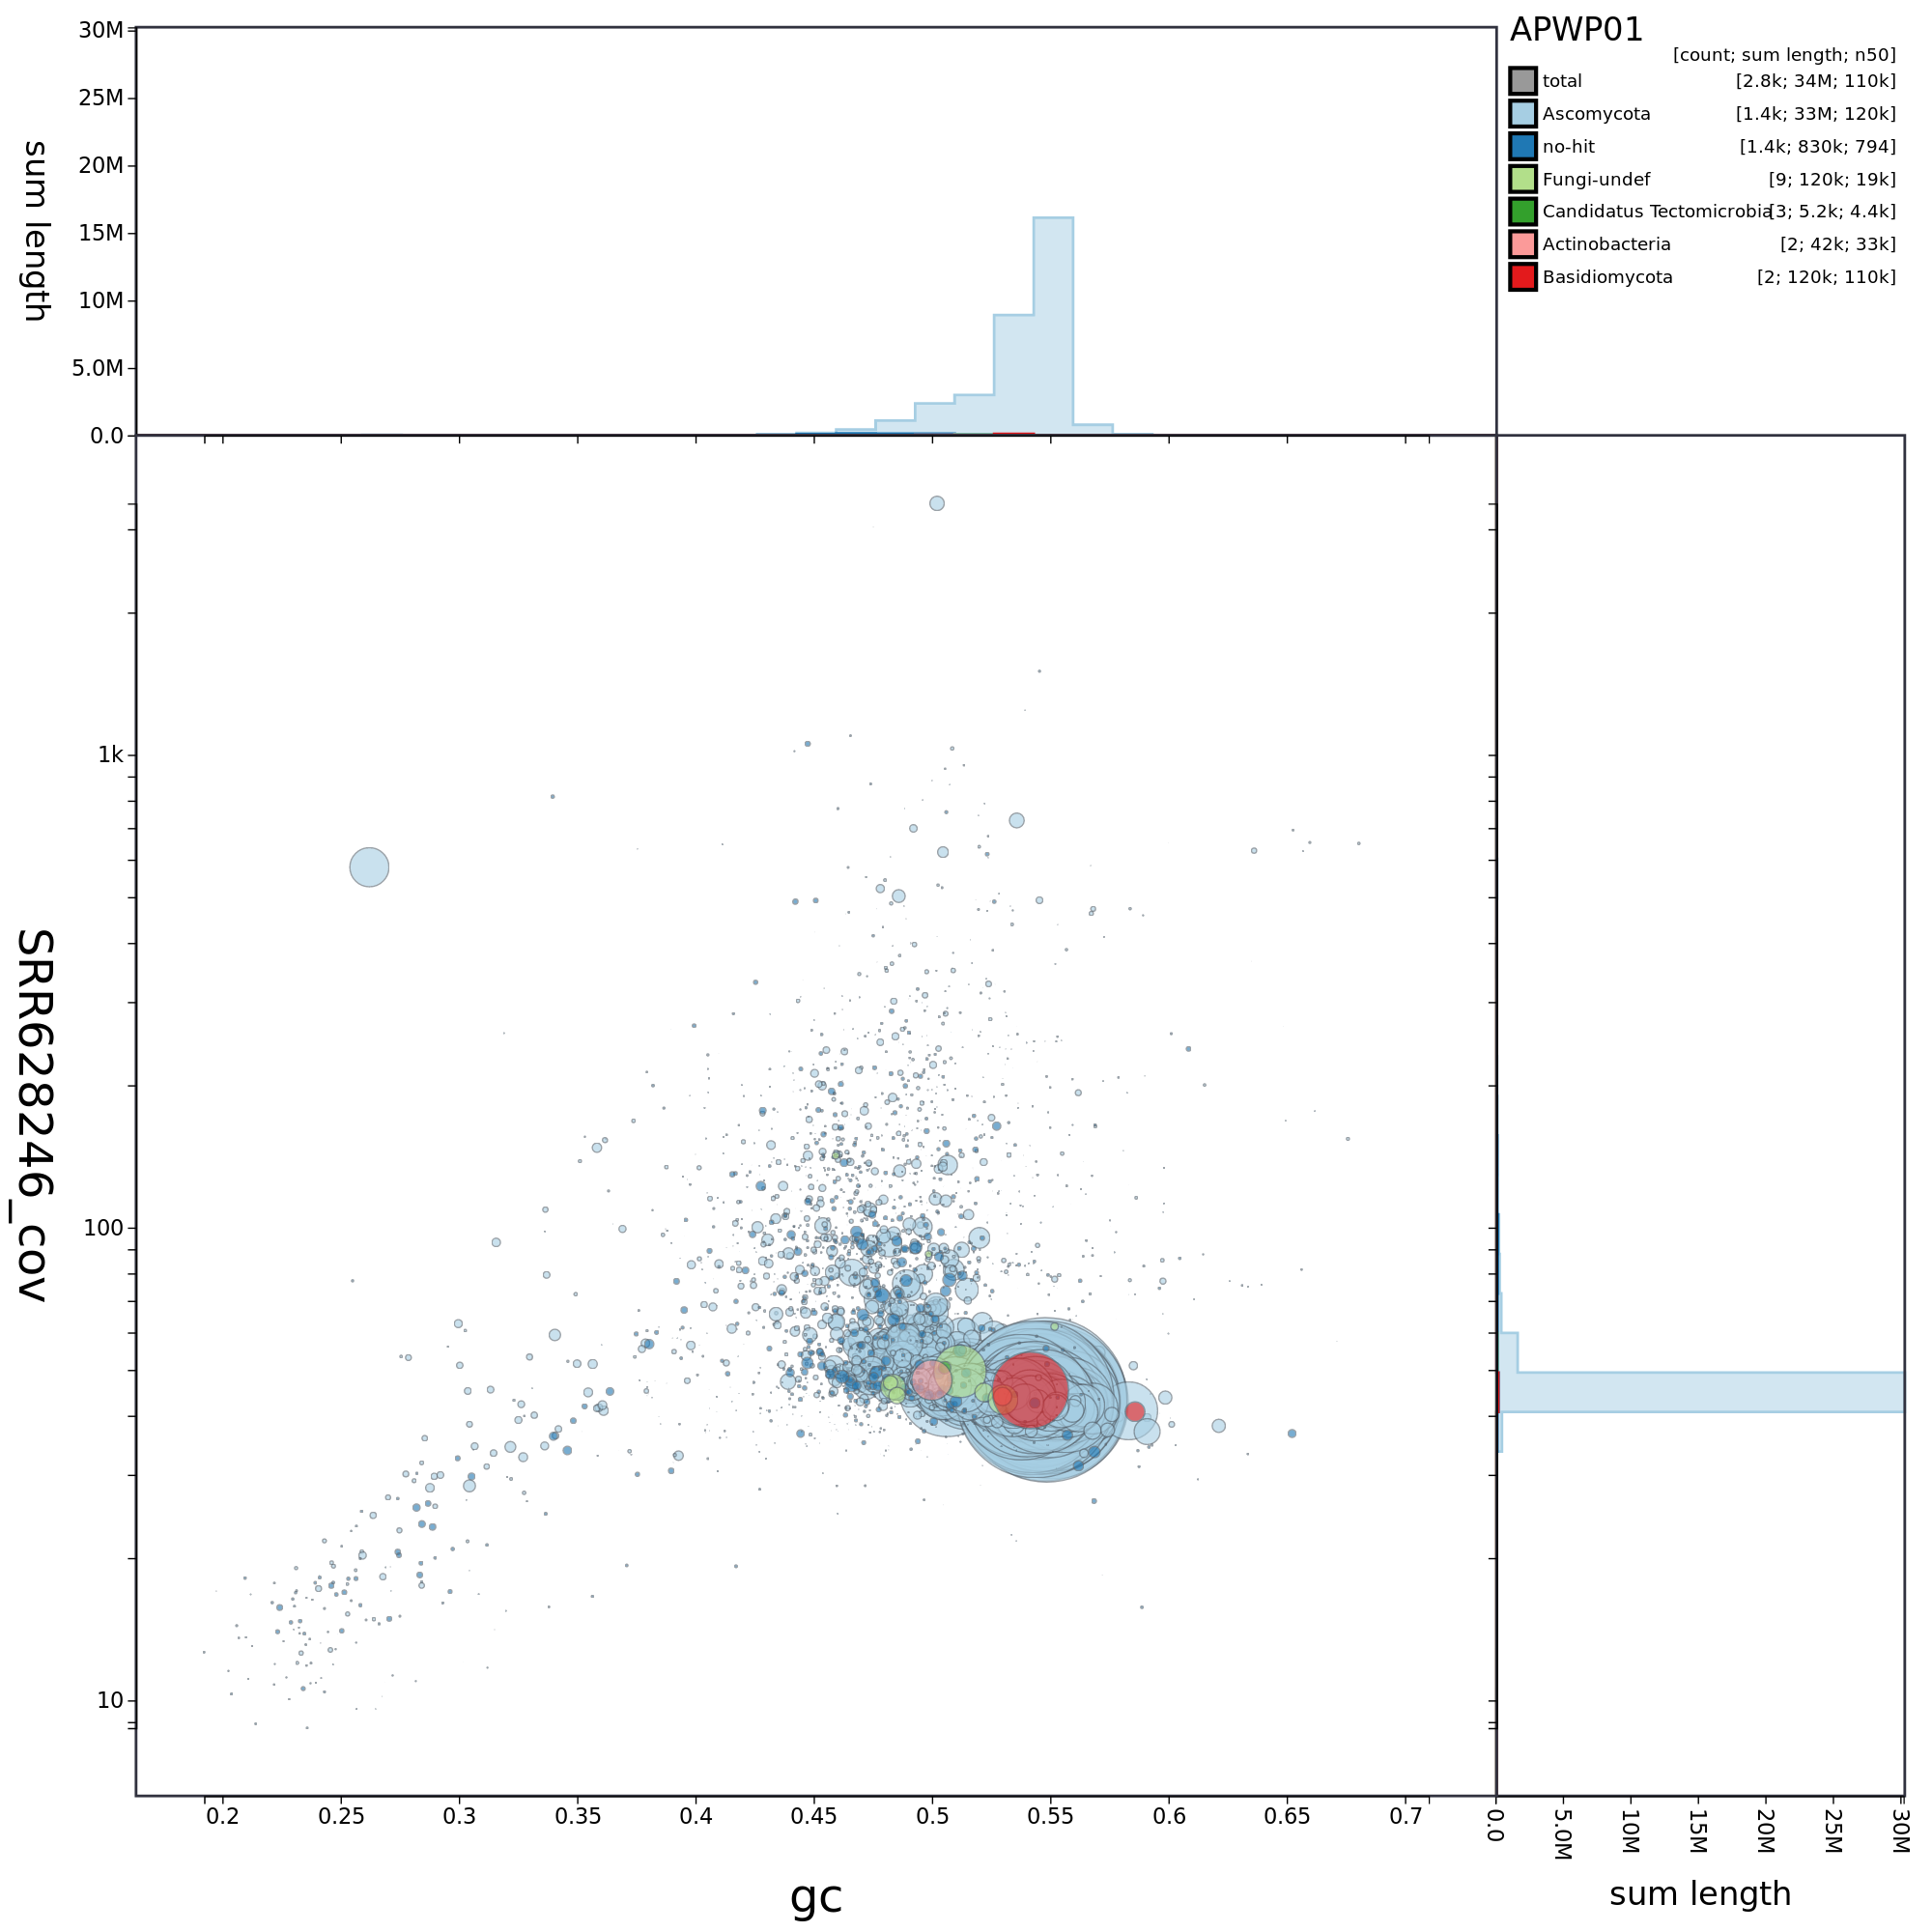 APWP01
[count; sum length; n50]
total [2.8k; 34M; 110k]
Ascomycota [1.4k; 33M; 120k]
no-hit [1.4k; 830k; 794]
Fungi-undef [9; 120k; 19k]
Candidatus Tectomicrobia [3; 5.2k; 4.4k]
Actinobacteria [2; 42k; 33k]
Basidiomycota [2; 120k; 110k]
sum length
30M
25M
20M
15M
10M
5.0M
0.0
SRR628246_cov
1k
100
10
0.2 0.25 0.3 0.35 0.4 0.45 0.5 0.55 0.6 0.65 0.7
gc
0.0 5.0M 10M 15M 20M 25M 30M
sum length